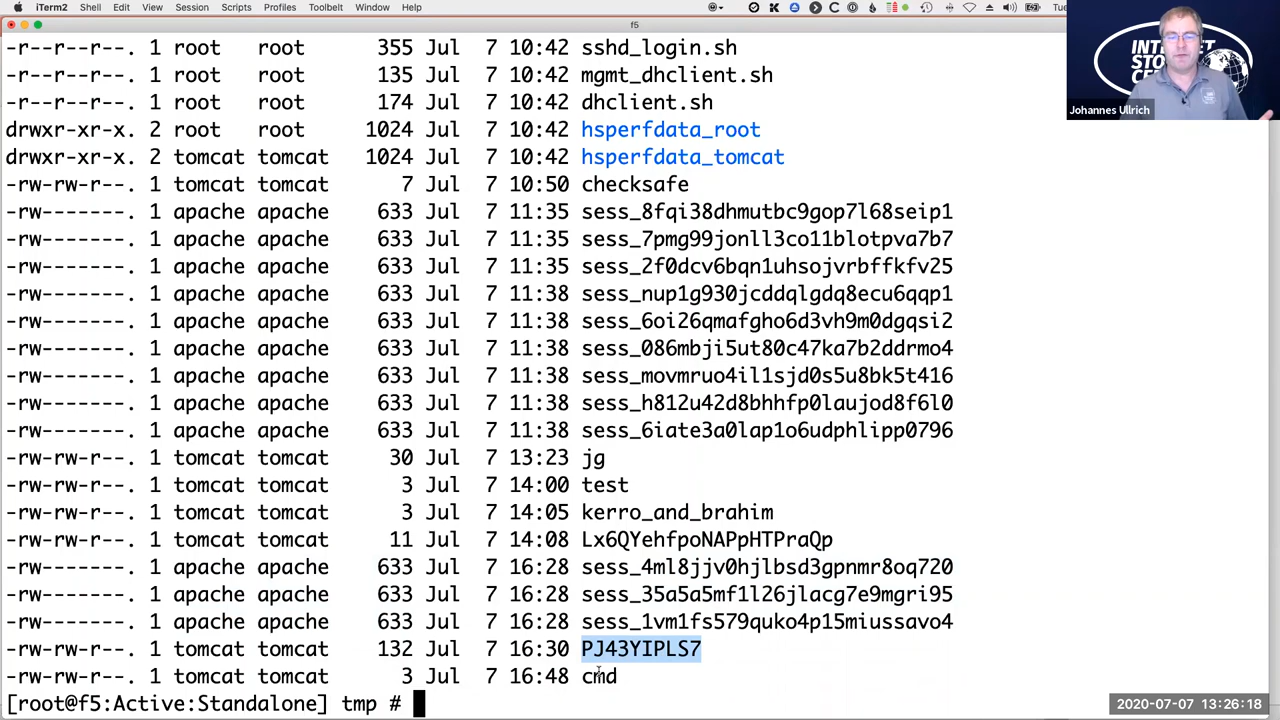 iTerm2 Shell Edit View Session Scripts Profiles Toolbelt Window Help
f5
-r--r--r--. 1 root root 355 Jul 7 10:42 sshd_login.sh
-r--r--r--. 1 root root 135 Jul 7 10:42 mgmt_dhclient.sh
-r--r--r--. 1 root root 174 Jul 7 10:42 dhclient.sh
drwxr-xr-x. 2 root root 1024 Jul 7 10:42 hsperfdata_root
drwxr-xr-x. 2 tomcat tomcat 1024 Jul 7 10:42 hsperfdata_tomcat
-rw-rw-r--. 1 tomcat tomcat 7 Jul 7 10:50 checksafe
-rw-------. 1 apache apache 633 Jul 7 11:35 sess_8fqi38dhmutbc9gop7l68seip1
-rw-------. 1 apache apache 633 Jul 7 11:35 sess_7pmg99jonll3co11blotpva7b7
-rw-------. 1 apache apache 633 Jul 7 11:35 sess_2f0dcv6bqn1uhsojvrbffkfv25
-rw-------. 1 apache apache 633 Jul 7 11:38 sess_nup1g930jcddqlgdq8ecu6qqp1
-rw-------. 1 apache apache 633 Jul 7 11:38 sess_6oi26qmafgho6d3vh9m0dgqsi2
-rw-------. 1 apache apache 633 Jul 7 11:38 sess_086mbji5ut80c47ka7b2ddrmo4
-rw-------. 1 apache apache 633 Jul 7 11:38 sess_movmruo4il1sjd0s5u8bk5t416
-rw-------. 1 apache apache 633 Jul 7 11:38 sess_h812u42d8bhhfp0laujod8f6l0
-rw-------. 1 apache apache 633 Jul 7 11:38 sess_6iate3a0lap1o6udphlipp0796
-rw-rw-r--. 1 tomcat tomcat 30 Jul 7 13:23 jg
-rw-rw-r--. 1 tomcat tomcat 3 Jul 7 14:00 test
-rw-rw-r--. 1 tomcat tomcat 3 Jul 7 14:05 kerro_and_brahim
-rw-rw-r--. 1 tomcat tomcat 11 Jul 7 14:08 Lx6QYehfpoNAPpHTPraQp
-rw-------. 1 apache apache 633 Jul 7 16:28 sess_4ml8jjv0hjlbsd3gpnmr8oq720
-rw-------. 1 apache apache 633 Jul 7 16:28 sess_35a5a5mf1l26jlacg7e9mgri95
-rw-------. 1 apache apache 633 Jul 7 16:28 sess_1vm1fs579quko4p15miussavo4
-rw-rw-r--. 1 tomcat tomcat 132 Jul 7 16:30 PJ43YIPLS7
-rw-rw-r--. 1 tomcat tomcat 3 Jul 7 16:48 cmd
[root@f5:Active:Standalone] tmp #
Johannes Ullrich
2020-07-07 13:26:18